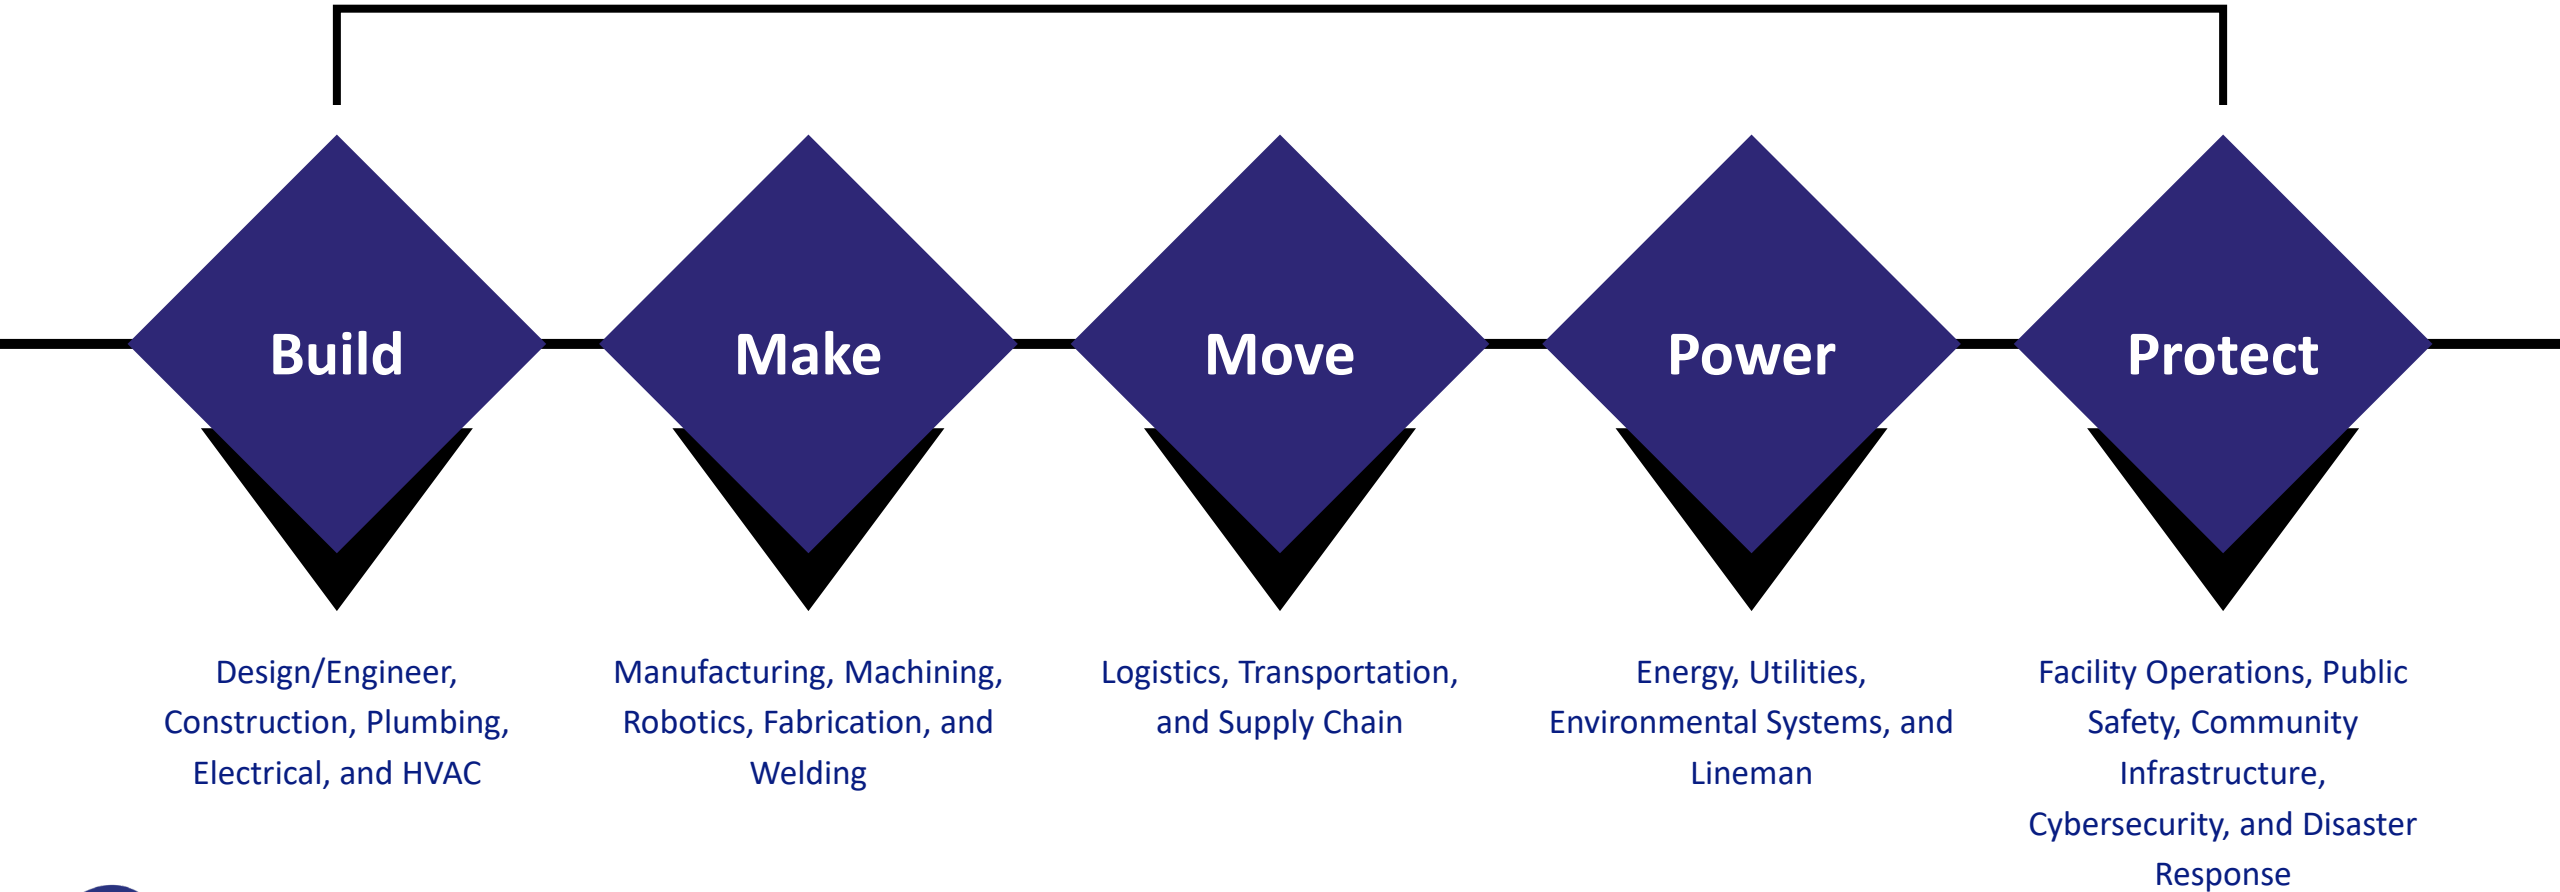 Build
Make
Move
Power
Protect
Design/Engineer,
Construction, Plumbing,
Electrical, and HVAC
Manufacturing, Machining,
Robotics, Fabrication, and
Welding
Logistics, Transportation,
and Supply Chain
Energy, Utilities,
Environmental Systems, and
Lineman
Facility Operations, Public
Safety, Community
Infrastructure,
Cybersecurity, and Disaster
Response